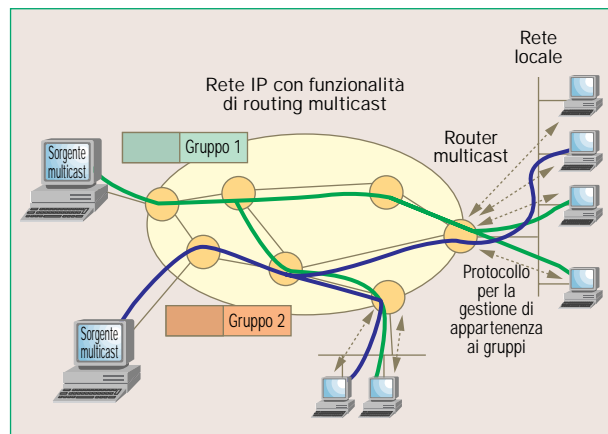 Rete
locale
Rete IP con funzionalità
di routing multicast
Router
multicast
Gruppo 1
Sorgente
multicast
Gruppo 2
Sorgente
multicast
Protocollo
per la
gestione di
appartenenza
ai gruppi